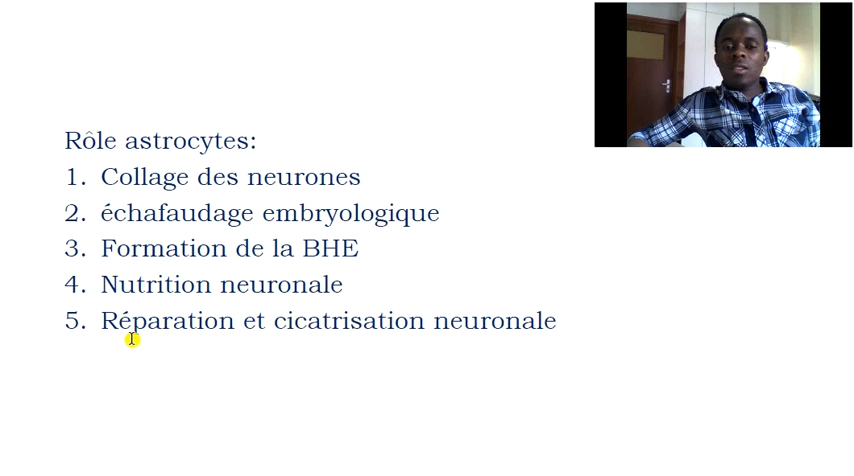 Rôle astrocytes:
1. Collage des neurones
2. échafaudage embryologique
3. Formation de la BHE
4. Nutrition neuronale
5. Réparation et cicatrisation neuronale